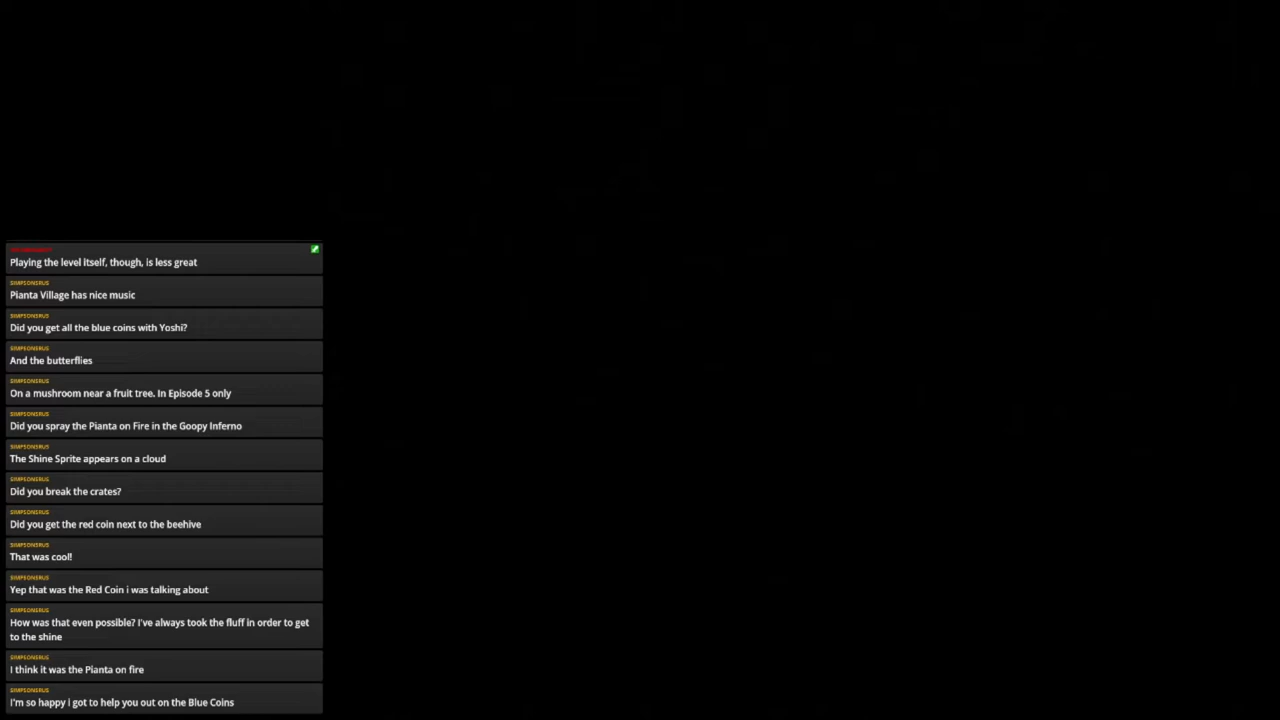 Playing the level itself, though, is less great
SIMPSONSRUS
Pianta Village has nice music
SIMPSONSRUS
Did you get all the blue coins with Yoshi?
SIMPSONSRUS
And the butterflies
SIMPSONSRUS
On a mushroom near a fruit tree. In Episode 5 only
SIMPSONSRUS
Did you spray the Pianta on Fire in the Goopy Inferno
SIMPSONSRUS
The Shine Sprite appears on a cloud
SIMPSONSRUS
Did you break the crates?
SIMPSONSRUS
Did you get the red coin next to the beehive
SIMPSONSRUS
That was cool!
SIMPSONSRUS
Yep that was the Red Coin i was talking about
SIMPSONSRUS
How was that even possible? I've always took the fluff in order to get
to the shine
SIMPSONSRUS
I think it was the Pianta on fire
SIMPSONSRUS
I'm so happy i got to help you out on the Blue Coins